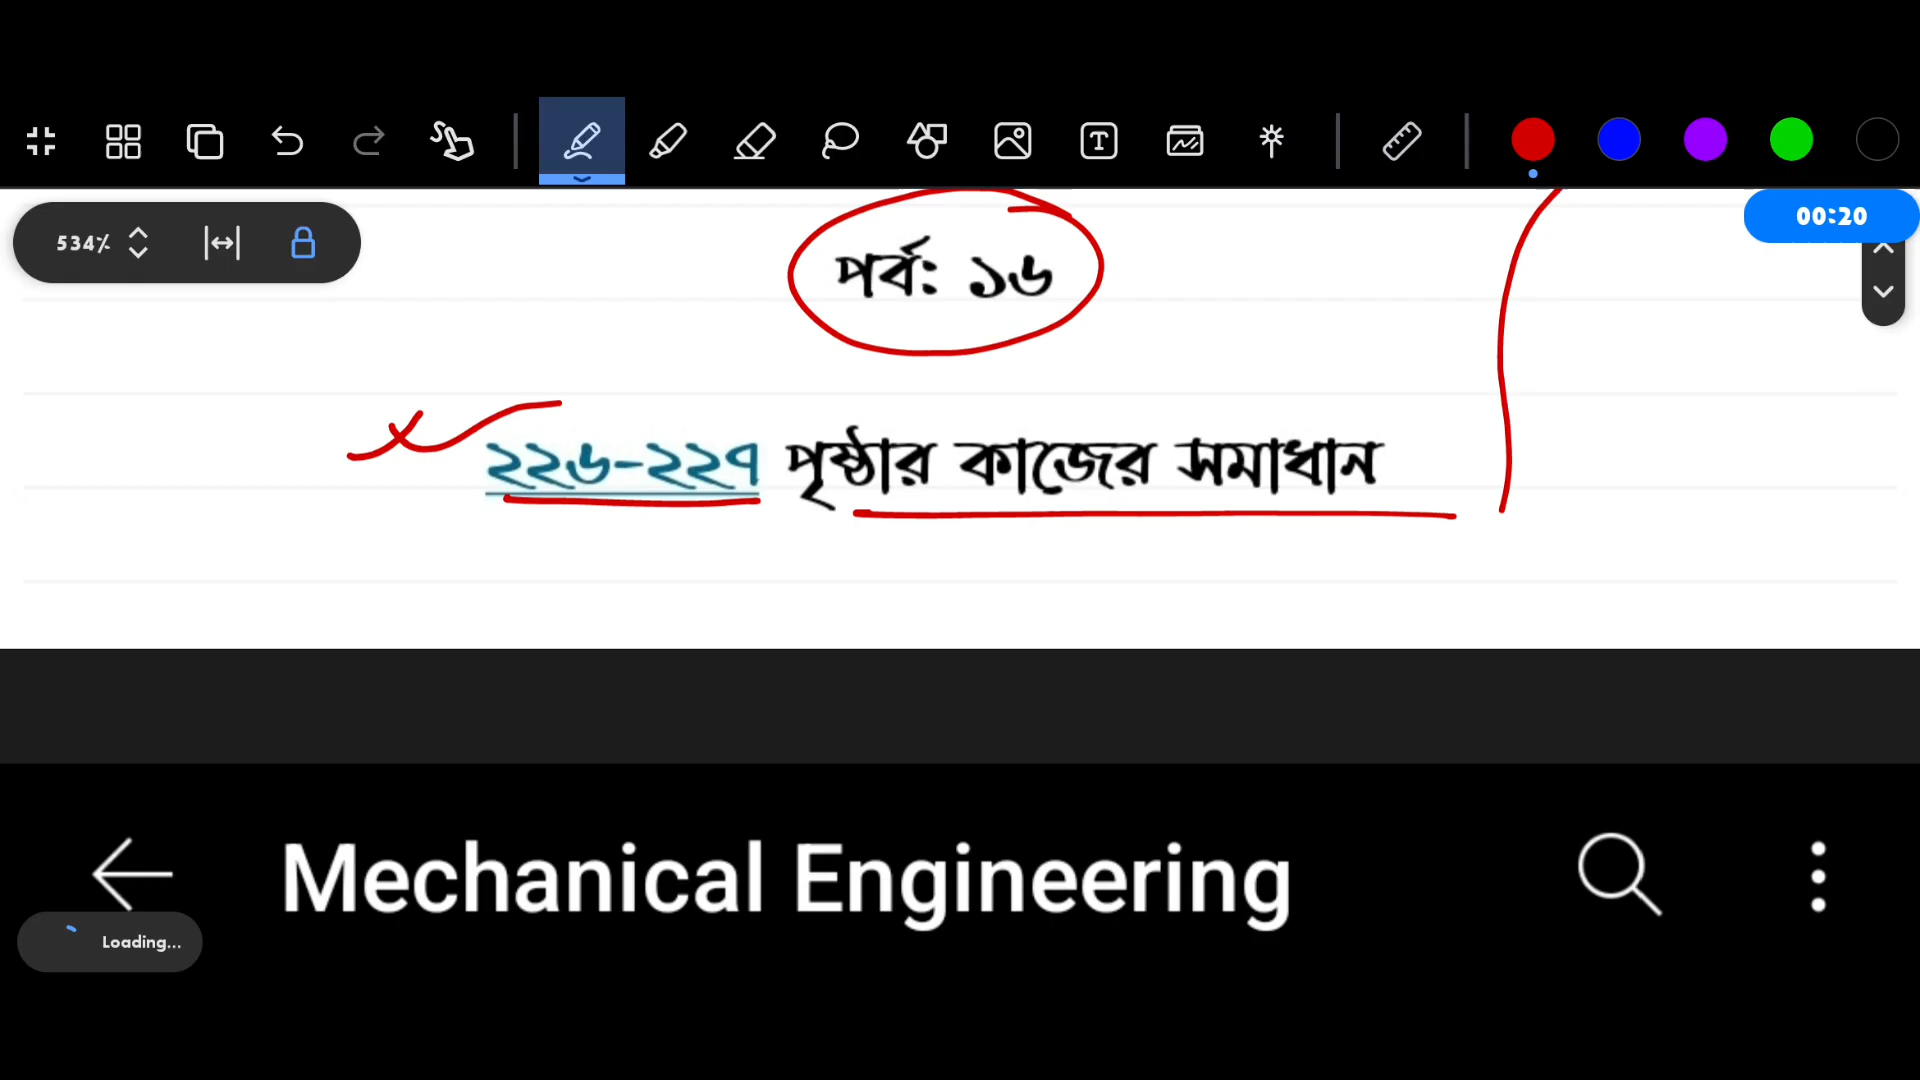 534%
00:20
পর্ব: ১৬
২২৬-২২৭ পৃষ্ঠার কাজের সমাধান
Mechanical Engineering
Loading...